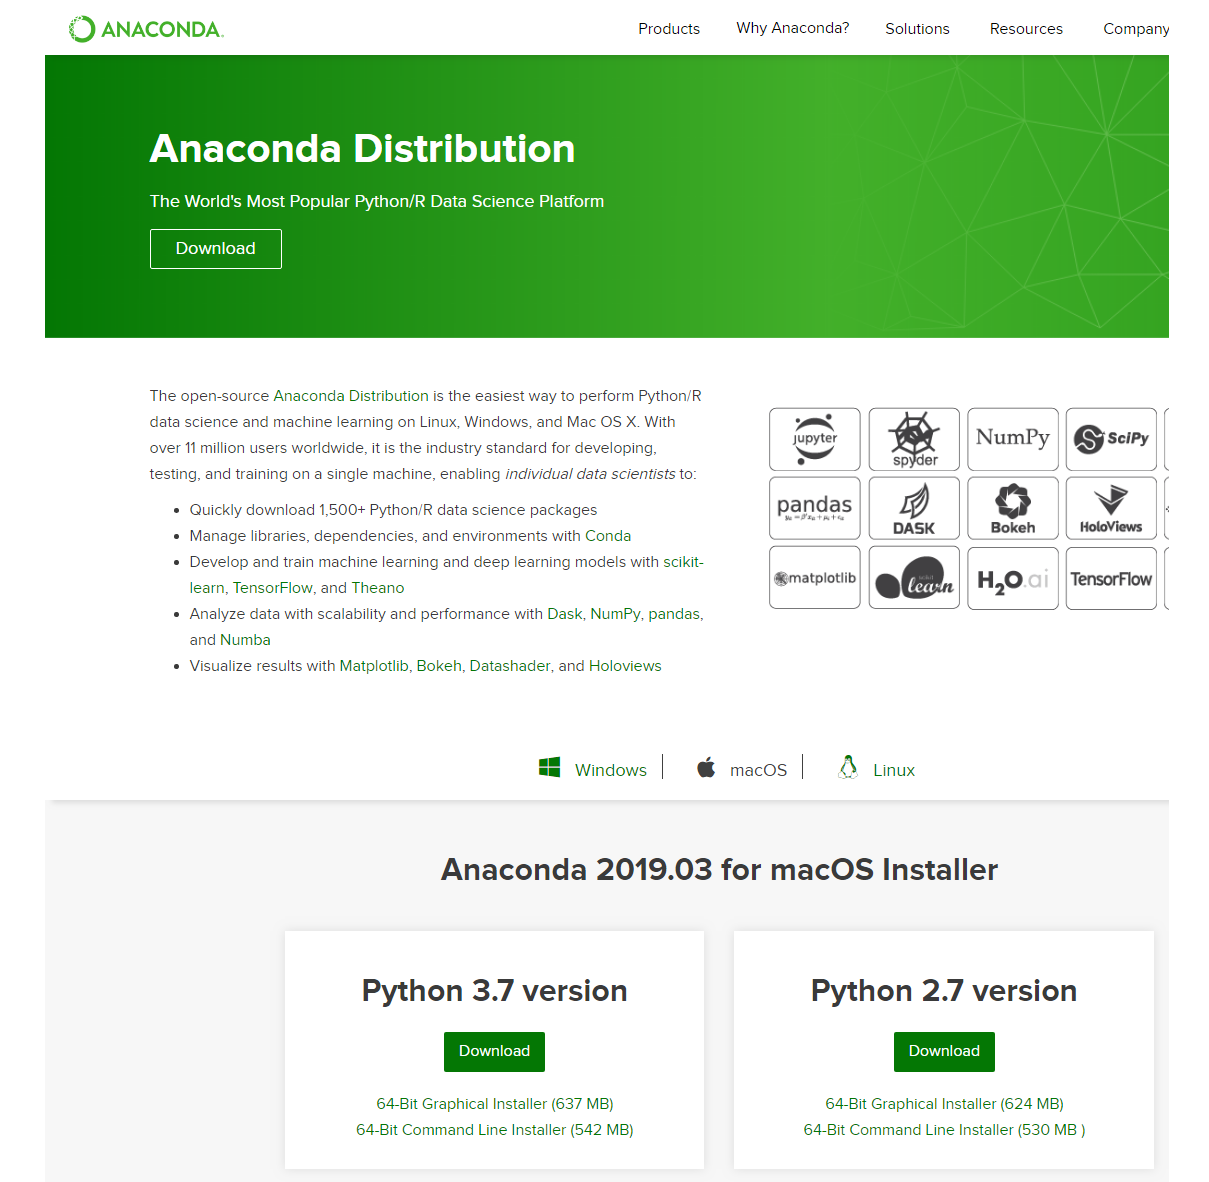 ANACONDA.
Products Why Anaconda? Solutions Resources Company
Anaconda Distribution
The World's Most Popular Python/R Data Science Platform
Download
The open-source Anaconda Distribution is the easiest way to perform Python/R
data science and machine learning on Linux, Windows, and Mac OS X. With
over 11 million users worldwide, it is the industry standard for developing,
testing, and training on a single machine, enabling individual data scientists to:
• Quickly download 1,500+ Python/R data science packages
• Manage libraries, dependencies, and environments with Conda
• Develop and train machine learning and deep learning models with scikit-
learn, TensorFlow, and Theano
• Analyze data with scalability and performance with Dask, NumPy, pandas,
and Numba
• Visualize results with Matplotlib, Bokeh, Datashader, and Holoviews
jupyter spyder NumPy SciPy
pandas DASK Bokeh HoloViews
matplotlib scikit learn H2O.ai TensorFlow
Windows macOS Linux
Anaconda 2019.03 for macOS Installer
Python 3.7 version
Download
64-Bit Graphical Installer (637 MB)
64-Bit Command Line Installer (542 MB)
Python 2.7 version
Download
64-Bit Graphical Installer (624 MB)
64-Bit Command Line Installer (530 MB )